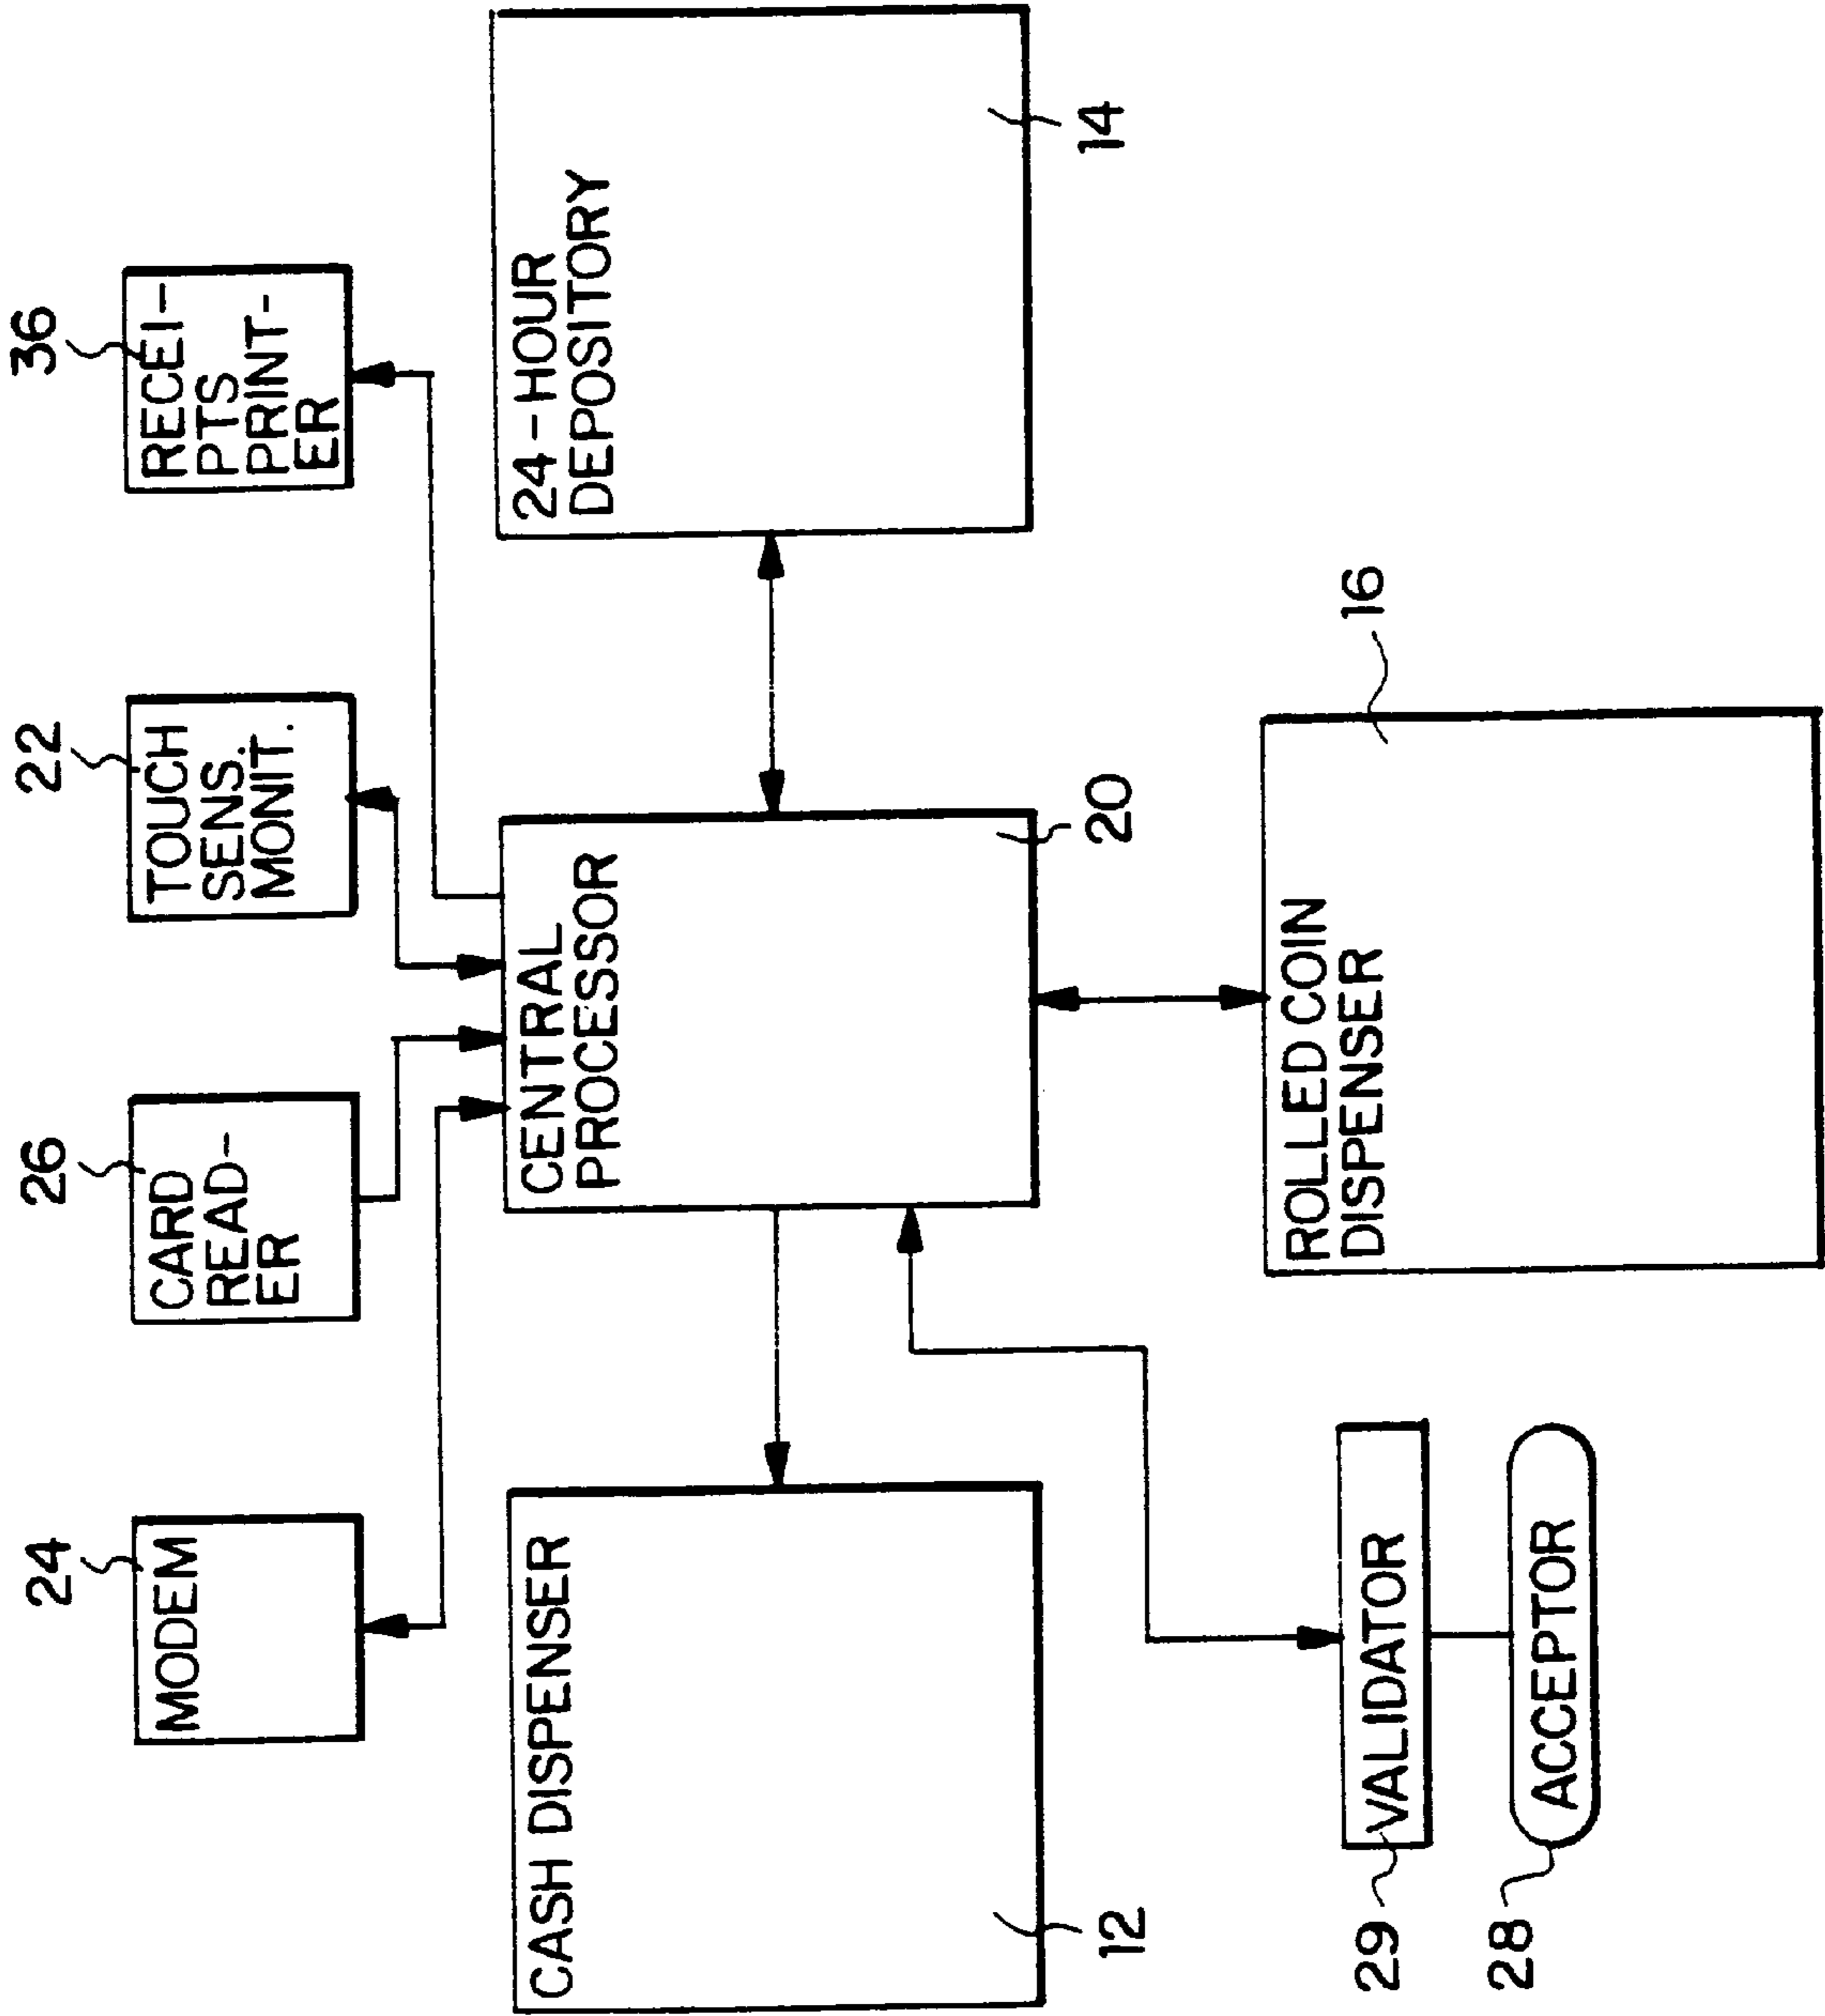 24
MODEM
26
CARD
READ-
ER
22
TOUCH
SENS.
MONIT.
36
RECEI-
PTS
PRINT-
ER
CASH DISPENSER
12
CENTRAL
PROCESSOR
20
24-HOUR
DEPOSITORY
14
29
VALIDATOR
28
ACCEPTOR
ROLLED COIN
DISPENSER
16